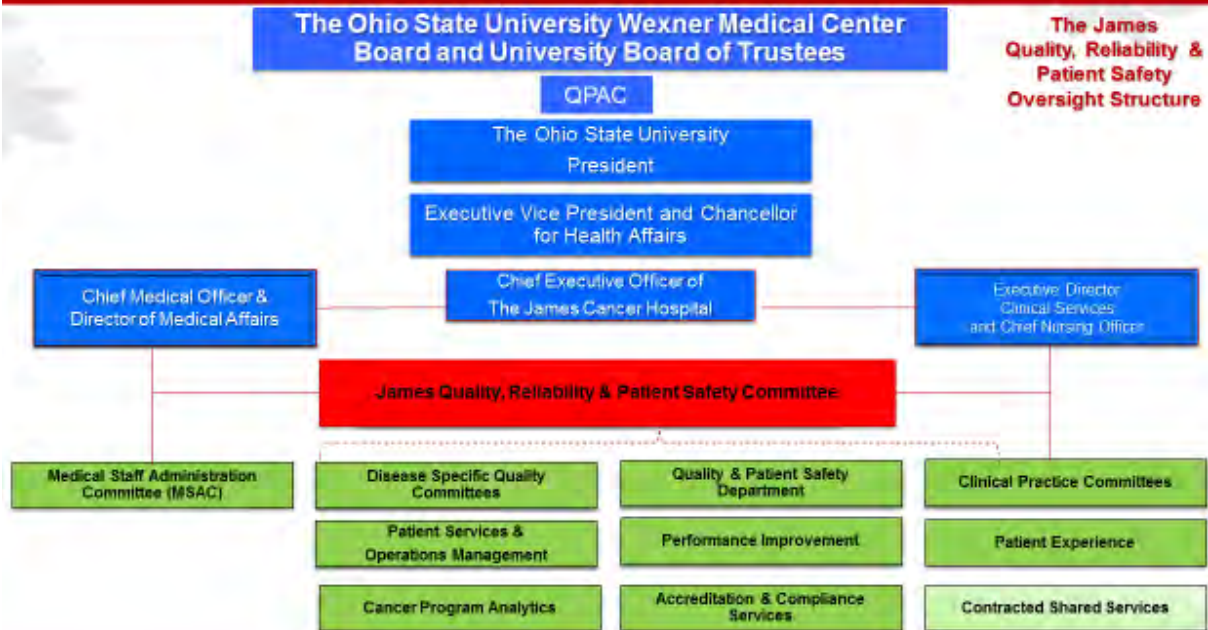 The Ohio State University Wexner Medical Center
Board and University Board of Trustees
The James
Quality, Reliability &
Patient Safety
Oversight Structure
QPAC
The Ohio State University
President
Executive Vice President and Chancellor
for Health Affairs
Chief Medical Officer &
Director of Medical Affairs
Chief Executive Officer of
The James Cancer Hospital
Executive Director
Clinical Services
and Chief Nursing Officer
James Quality, Reliability & Patient Safety Committee
Medical Staff Administration
Committee (MSAC)
Disease Specific Quality
Committees
Quality & Patient Safety
Department
Clinical Practice Committees
Patient Services &
Operations Management
Performance Improvement
Patient Experience
Cancer Program Analytics
Accreditation & Compliance
Services
Contracted Shared Services